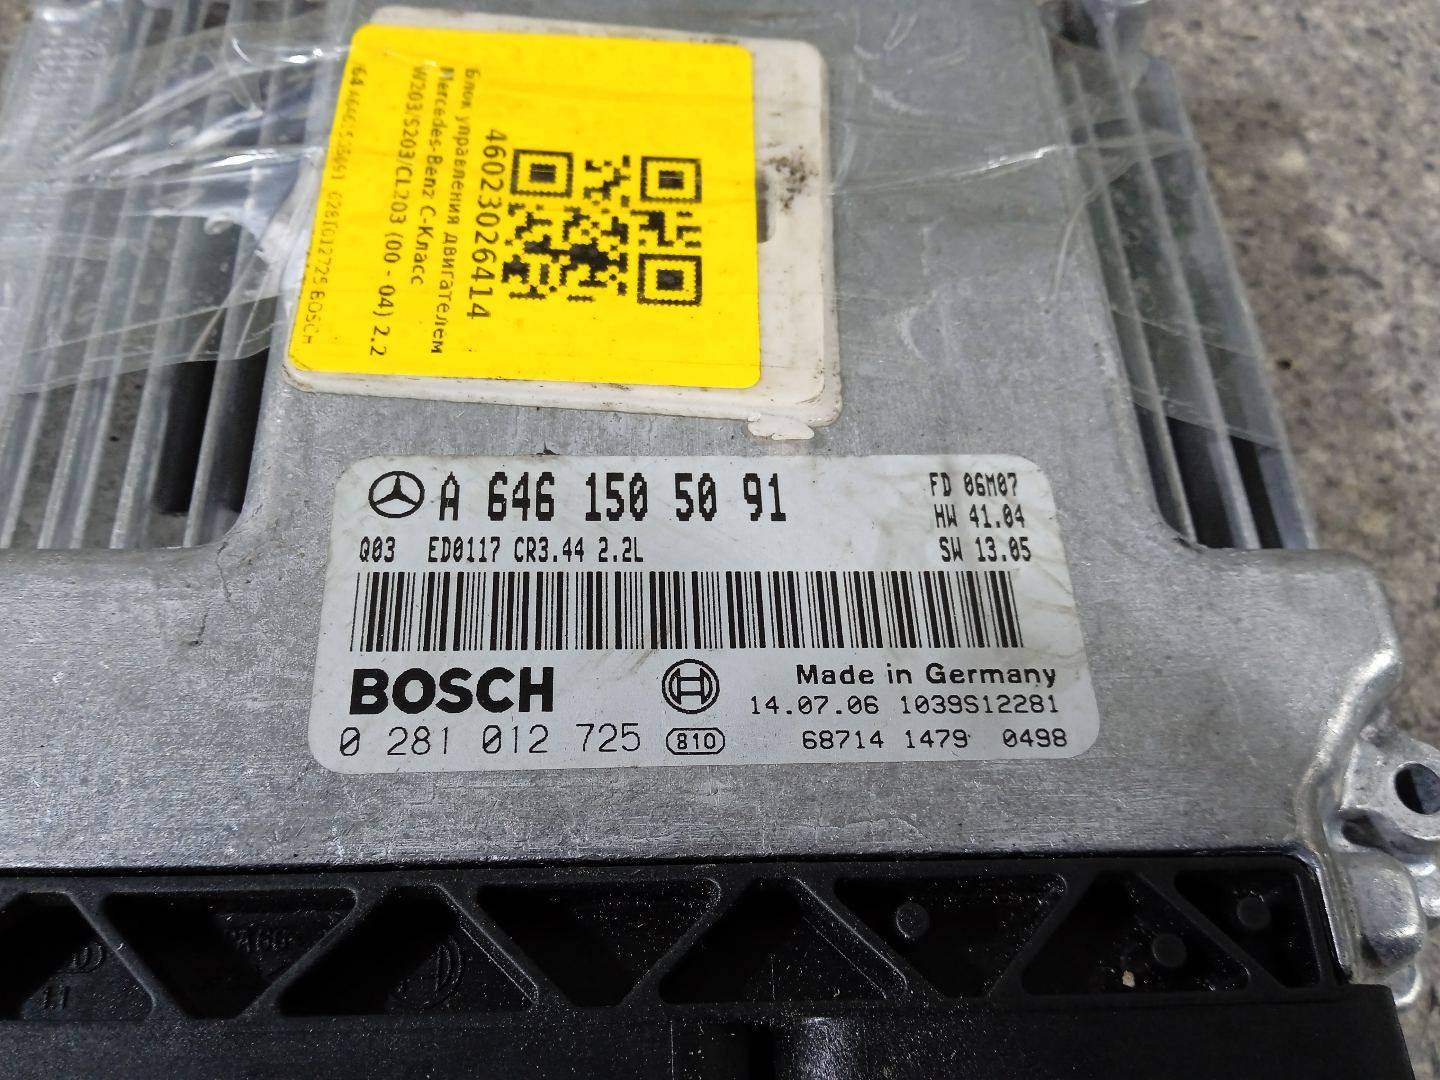 46023026414
Блок управления двигателем
Mercedes-Benz C-Класс
W203/S203/CL203 (00 - 04) 2.2
0281012725 BOSCH
A 646 150 50 91
FD 06M07
HW 41.04
Q03 ED0117 CR3.44 2.2L
SW 13.05
BOSCH
Made in Germany
14.07.06 1039S12281
0 281 012 725 810
68714 1479 0498